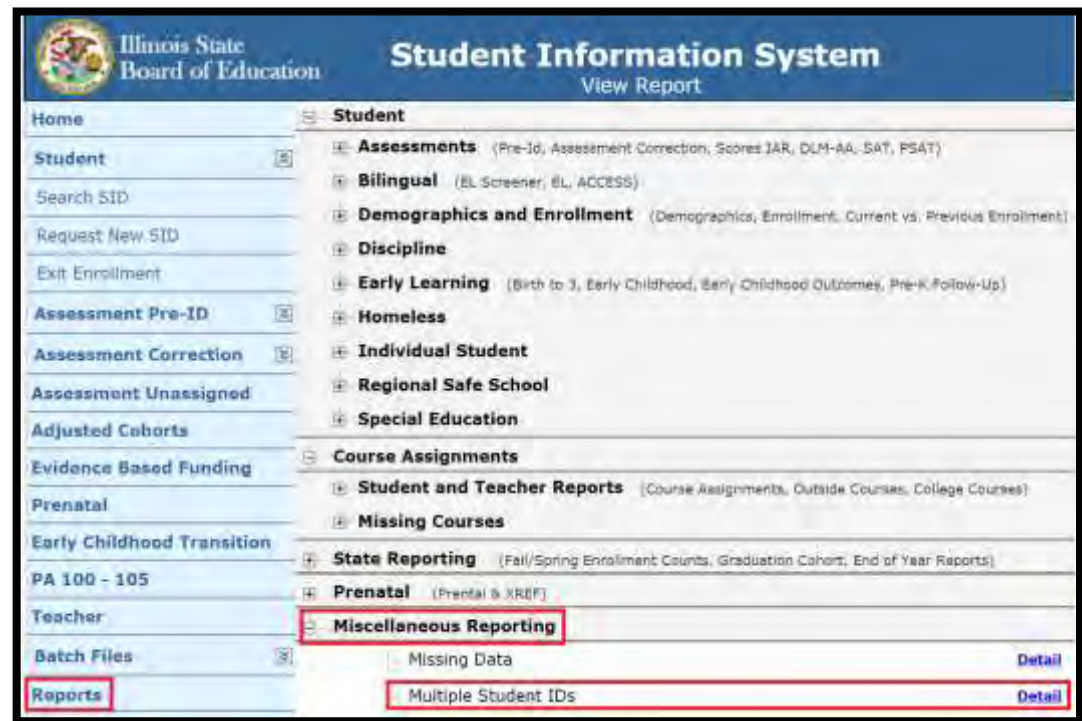 Illinois State
Board of Education
Student Information System
View Report
Home
Student
Search SID
Request New SID
Exit Enrollment
Assessment Pre-ID
Assessment Correction
Assessment Unassigned
Adjusted Cohorts
Evidence Based Funding
Prenatal
Early Childhood Transition
PA 100 - 105
Teacher
Batch Files
Reports
Student
Assessments (Pre-Id, Assessment Correction, Scores IAR, DLM-AA, SAT, PSAT)
Bilingual (EL Screener, EL, ACCESS)
Demographics and Enrollment (Demographics, Enrollment, Current vs. Previous Enrollment)
Discipline
Early Learning (Birth to 3, Early Childhood, Early Childhood Outcomes, Pre-K Follow-Up)
Homeless
Individual Student
Regional Safe School
Special Education
Course Assignments
Student and Teacher Reports (Course Assignments, Outside Courses, College Courses)
Missing Courses
State Reporting (Fall/Spring Enrollment Counts, Graduation Cohort, End of Year Reports)
Prenatal (Prental & XREF)
Miscellaneous Reporting
Missing Data Detail
Multiple Student IDs Detail